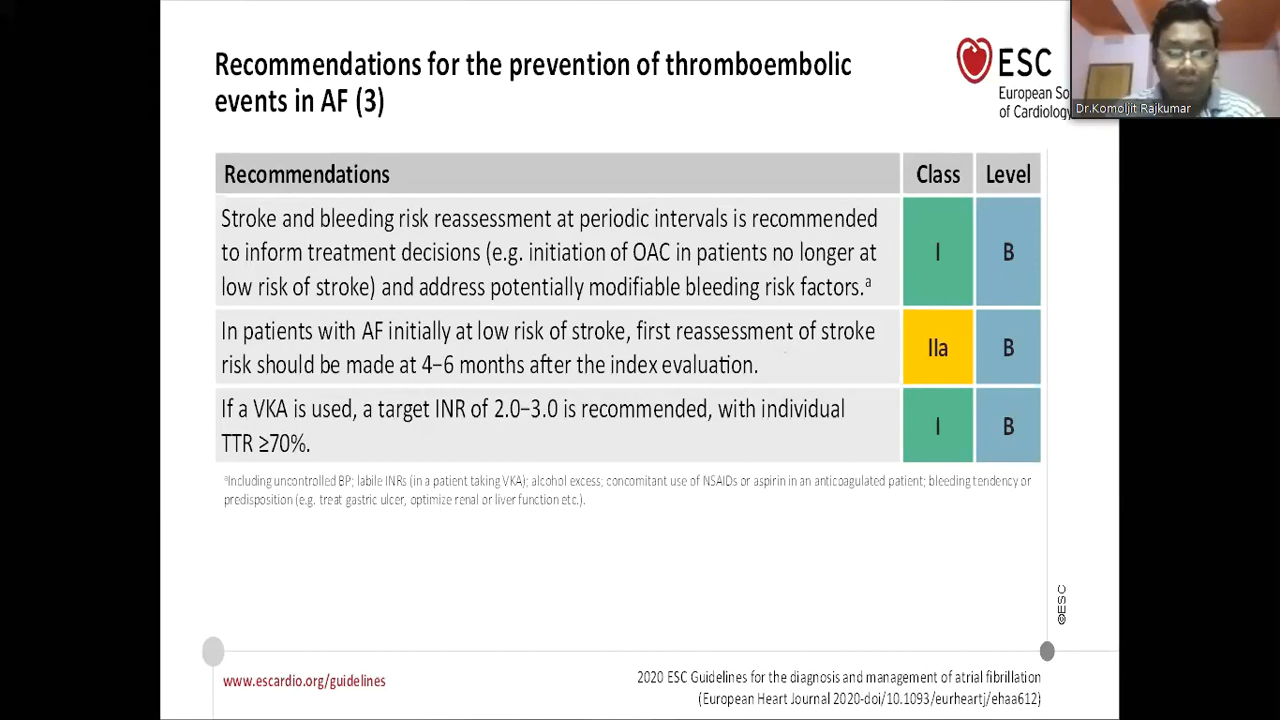 Recommendations for the prevention of thromboembolic
events in AF (3)
ESC
European So
of Cardiology
Dr.Komoljit Rajkumar
Recommendations Class Level
Stroke and bleeding risk reassessment at periodic intervals is recommended
to inform treatment decisions (e.g. initiation of OAC in patients no longer at
low risk of stroke) and address potentially modifiable bleeding risk factors.ª
I B
In patients with AF initially at low risk of stroke, first reassessment of stroke
risk should be made at 4–6 months after the index evaluation.
IIa B
If a VKA is used, a target INR of 2.0–3.0 is recommended, with individual
TTR ≥70%.
I B
ªIncluding uncontrolled BP; labile INRs (in a patient taking VKA); alcohol excess; concomitant use of NSAIDs or aspirin in an anticoagulated patient; bleeding tendency or
predisposition (e.g. treat gastric ulcer, optimize renal or liver function etc.).
©ESC
www.escardio.org/guidelines
2020 ESC Guidelines for the diagnosis and management of atrial fibrillation
(European Heart Journal 2020-doi/10.1093/eurheartj/ehaa612)